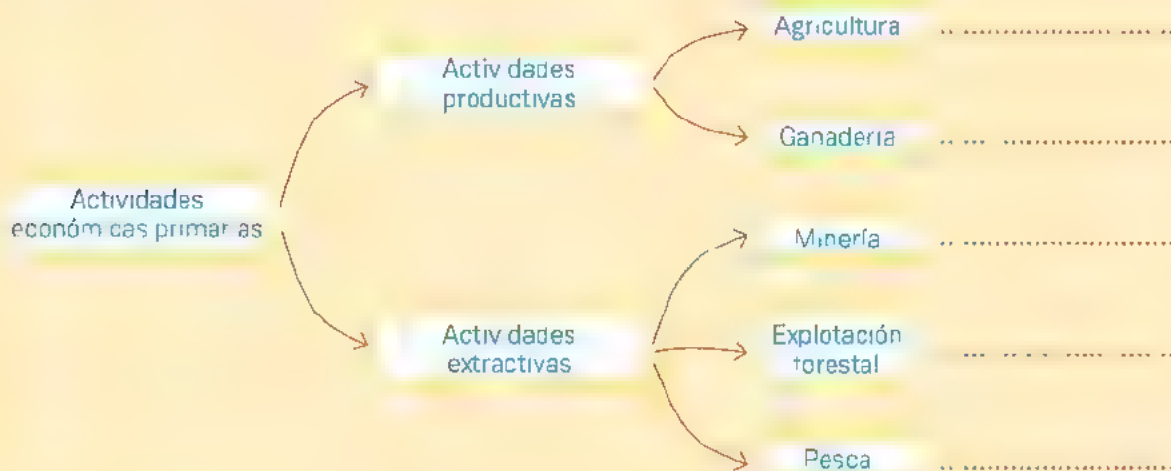 Agricultura
Actividades
productivas
Ganadería
Actividades
económicas primarias
Minería
Actividades
extractivas
Explotación
forestal
Pesca